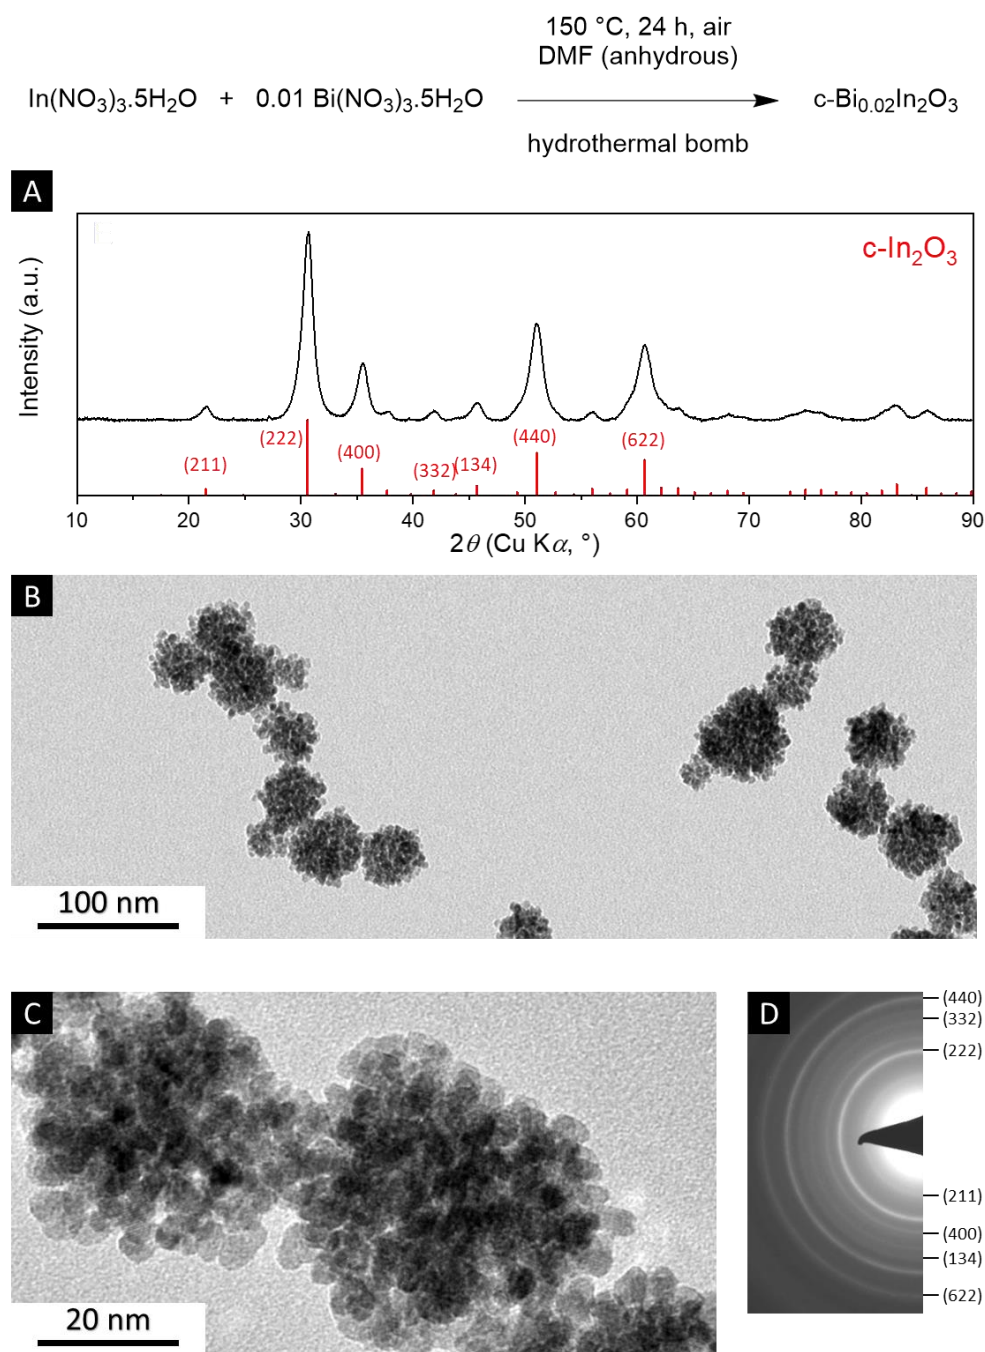 150 °C, 24 h, air
DMF (anhydrous)
In(NO₃)₃.5H₂O + 0.01 Bi(NO₃)₃.5H₂O
c-Bi₀.₀₂In₂O₃
hydrothermal bomb
A
c-In₂O₃
Intensity (a.u.)
(211)
(222)
(400)
(332)
(134)
(440)
(622)
10 20 30 40 50 60 70 80 90
2θ (Cu Kα, °)
B
100 nm
C
20 nm
D
(440)
(332)
(222)
(211)
(400)
(134)
(622)